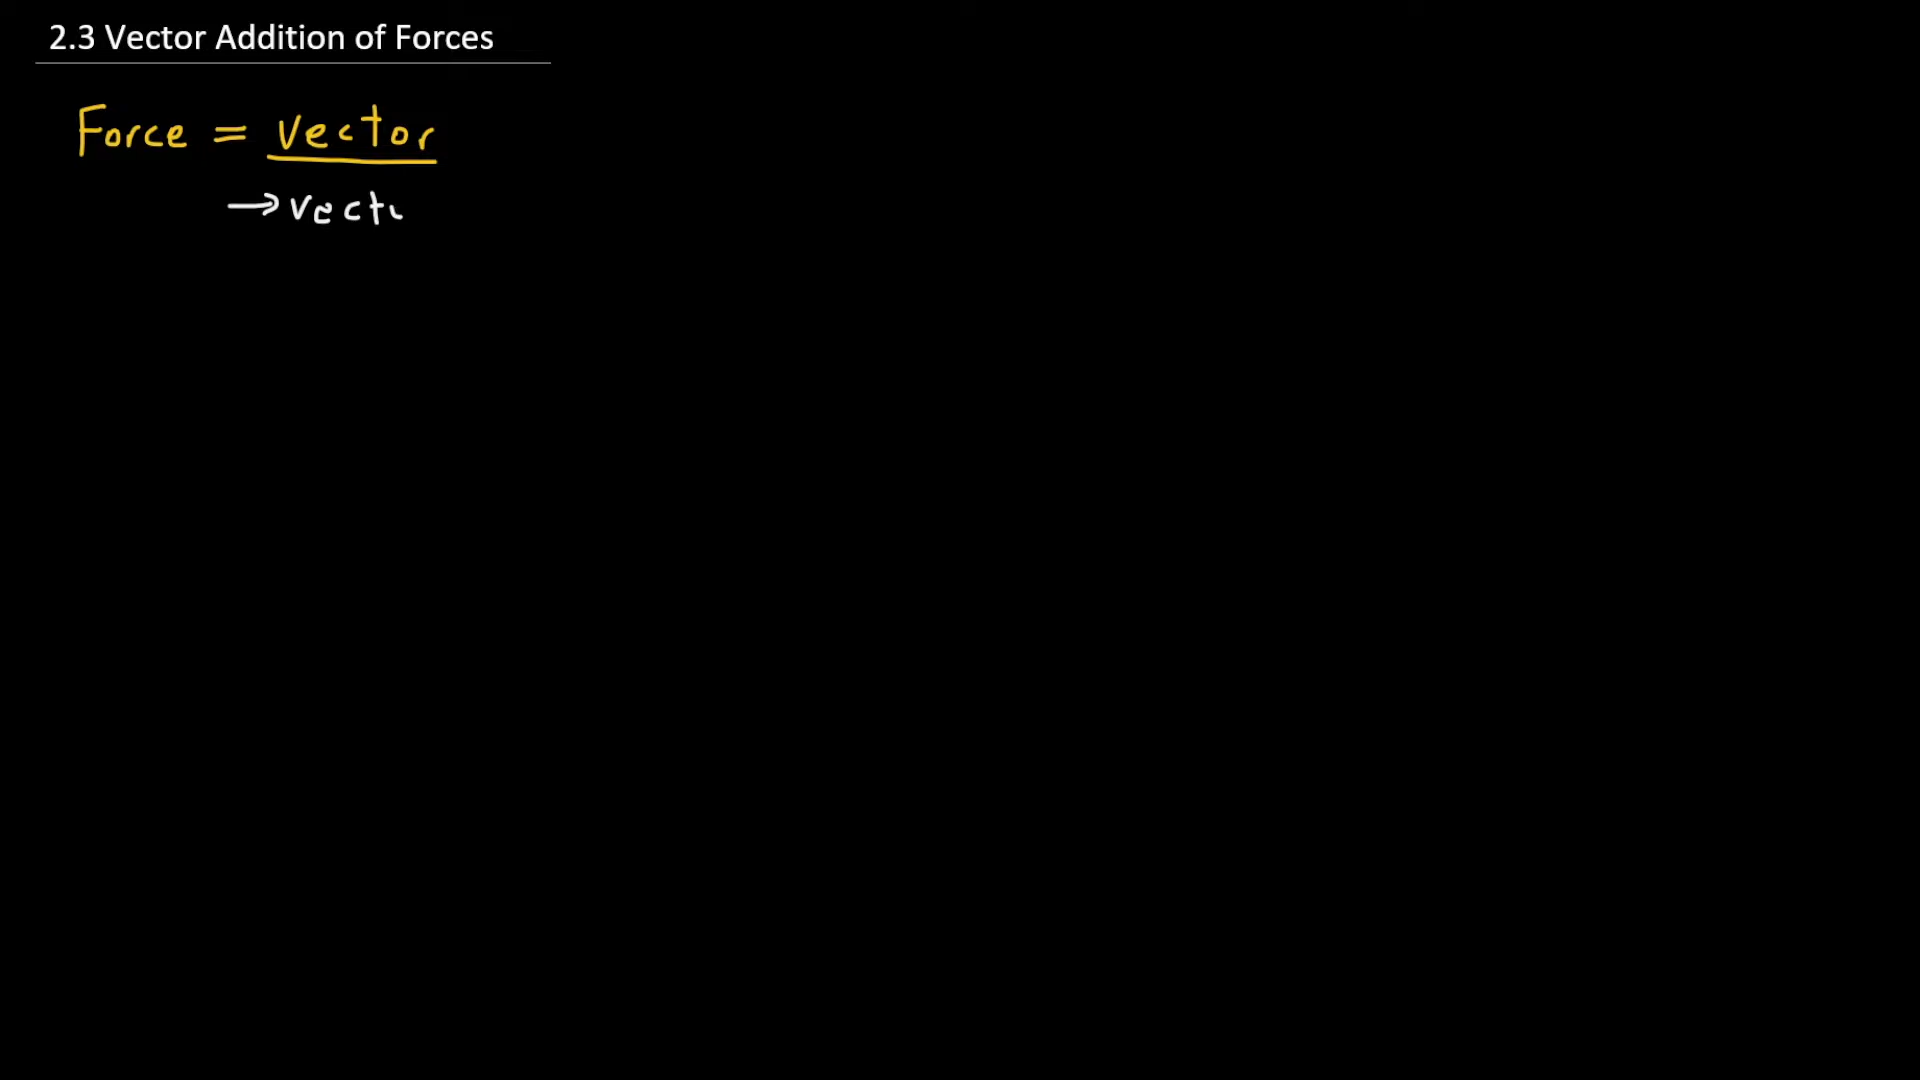 2.3 Vector Addition of Forces
Force = vector
→ vect